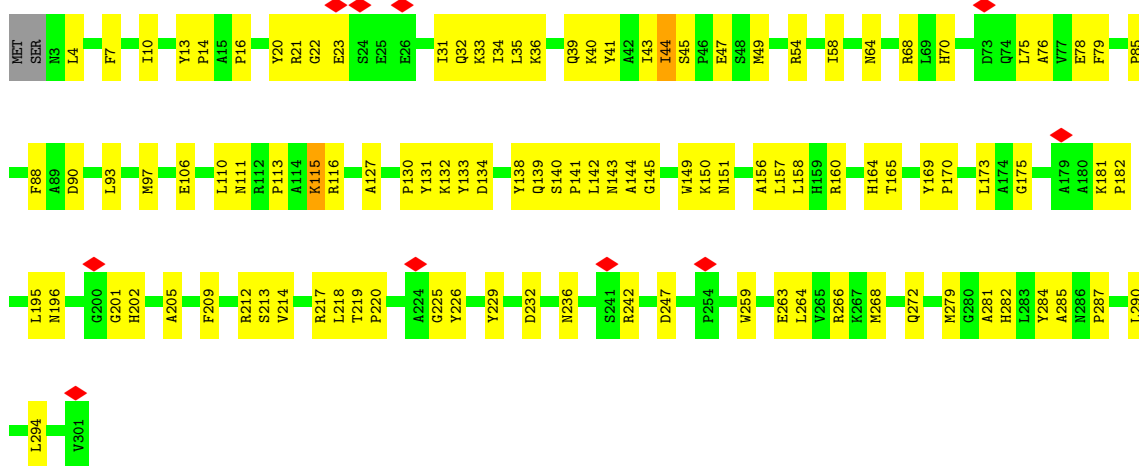 MET SER N3 L4 F7 I10 Y13 P14 A15 P16 Y20 R21 G22 E23 S24 E25 E26 I31 Q32 K33 I34 L35 K36 Q39 K40 Y41 A42 I43 I44 S45 P46 E47 S48 M49 R54 I58 N64 R68 L69 H70 D73 Q74 L75 A76 V77 E78 F79 P85
F88 A89 D90 L93 M97 E106 L110 N111 R112 P113 A114 K115 R116 A127 P130 Y131 K132 Y133 D134 Y138 Q139 S140 P141 L142 N143 A144 G145 W149 K150 N151 A156 L157 L158 H159 R160 H164 T165 Y169 P170 L173 A174 G175 A179 A180 K181 P182
L195 N196 G200 G201 H202 A205 F209 R212 S213 V214 R217 L218 T219 P220 A224 G225 Y226 Y229 D232 N236 S241 R242 D247 P254 W259 E263 L264 V265 R266 K267 M268 Q272 M279 G280 A281 H282 L283 Y284 A285 N286 P287 L290
L294 V301